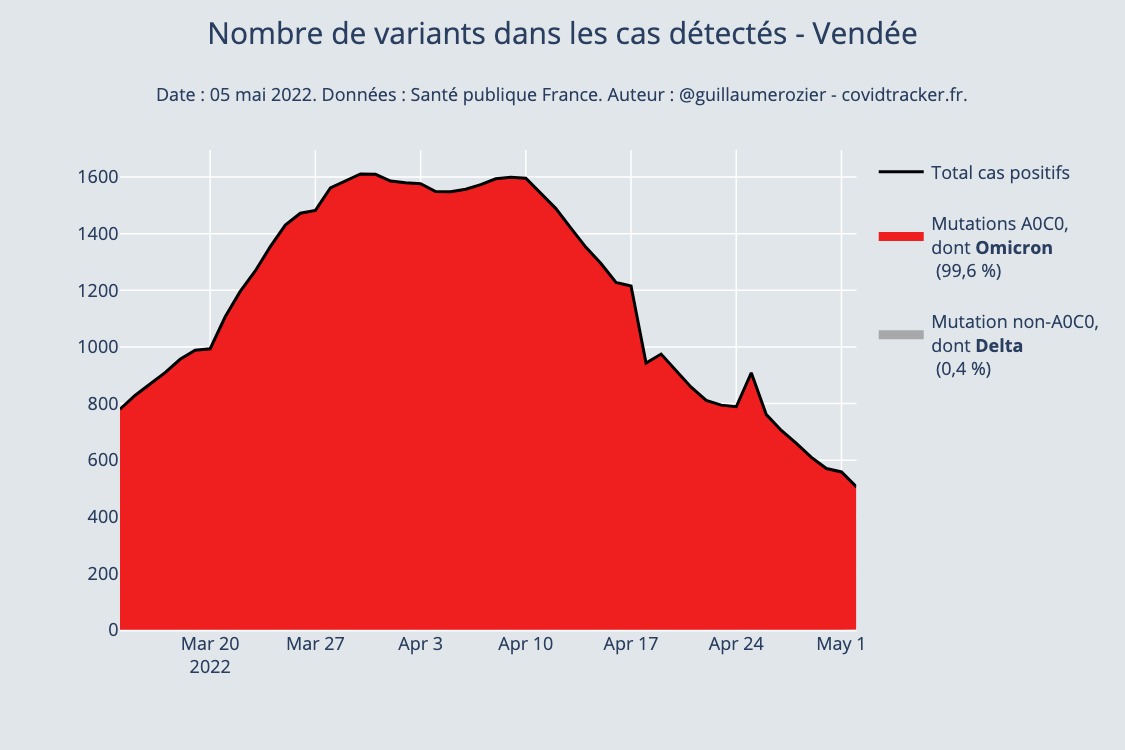 Nombre de variants dans les cas détectés - Vendée
Date : 05 mai 2022. Données : Santé publique France. Auteur : @guillaumerozier - covidtracker.fr.
1600
1400
1200
1000
800
600
400
200
0
Mar 20
2022
Mar 27
Apr 3
Apr 10
Apr 17
Apr 24
May 1
Total cas positifs
Mutations A0C0,
dont Omicron
(99,6 %)
Mutation non-A0C0,
dont Delta
(0,4 %)